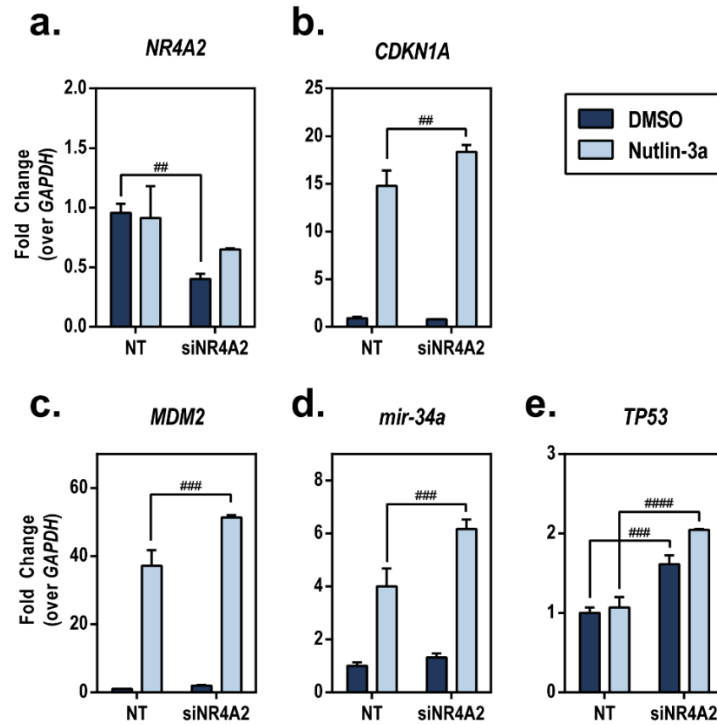 a.
NR4A2
Fold Change
(over GAPDH)
2.0
1.5
1.0
0.5
0.0
##
NT
siNR4A2
b.
CDKN1A
25
20
15
10
5
0
##
NT
siNR4A2
DMSO
Nutlin-3a
c.
MDM2
Fold Change
(over GAPDH)
60
40
20
0
###
NT
siNR4A2
d.
mir-34a
8
6
4
2
0
###
NT
siNR4A2
e.
TP53
3
2
1
0
####
###
NT
siNR4A2